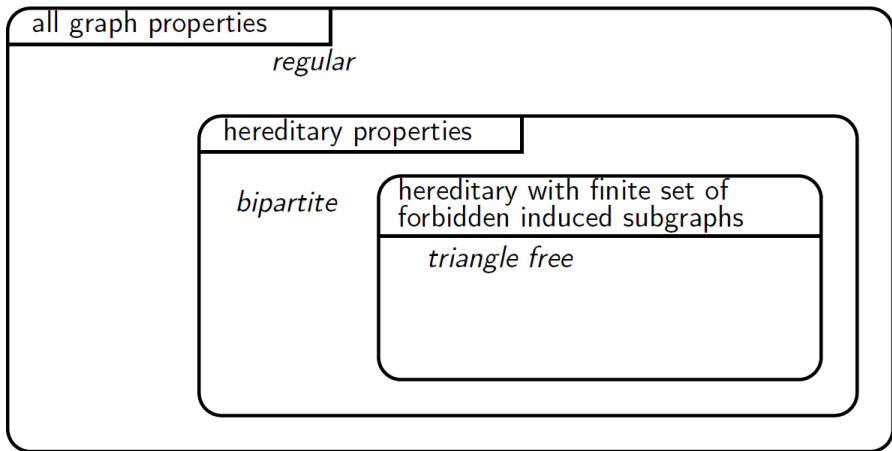 all graph properties
regular
hereditary properties
bipartite
hereditary with finite set of
forbidden induced subgraphs
triangle free